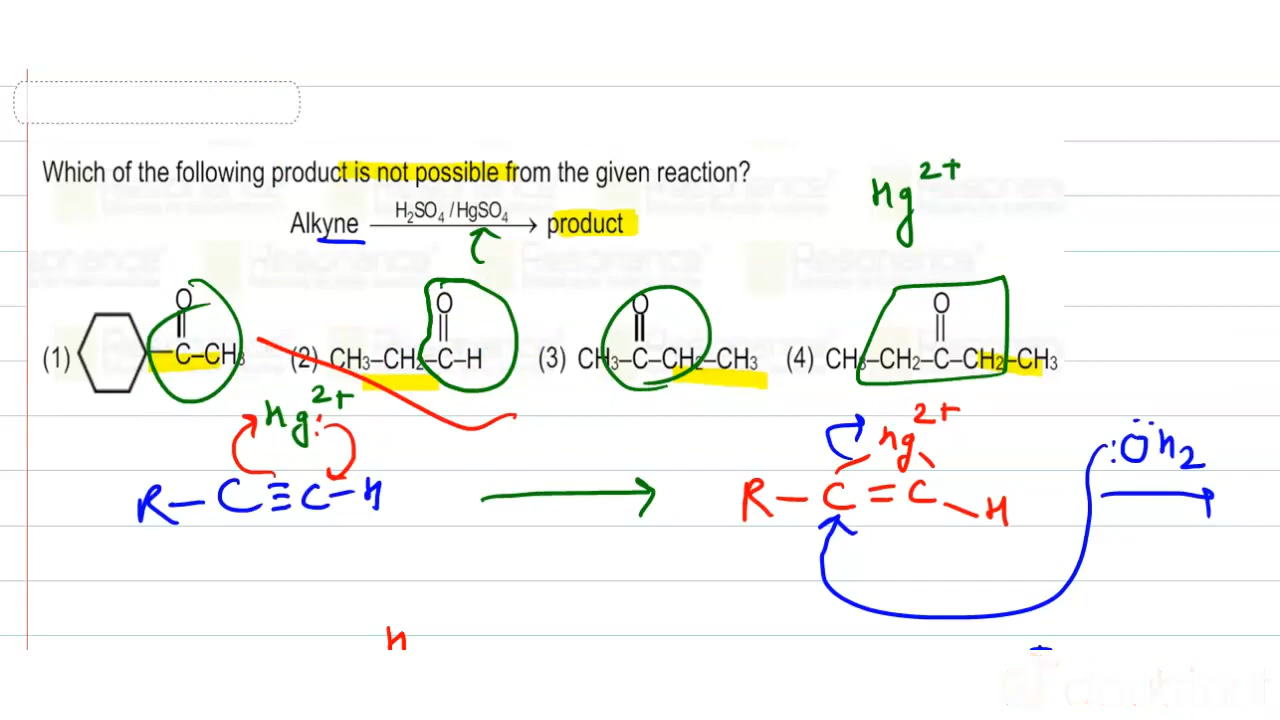 Which of the following product is not possible from the given reaction?
Hg²⁺
Alkyne H₂SO₄ / HgSO₄ → product
(1) O C–CH₃ (2) CH₃–CH₂–C–H O (3) CH₃–C–CH₂–CH₃ O (4) CH₃–CH₂–C–CH₂–CH₃ O
Hg²⁺ : hg²⁺ :ÖH₂
R–C≡C–H → R–C=C–H →
H